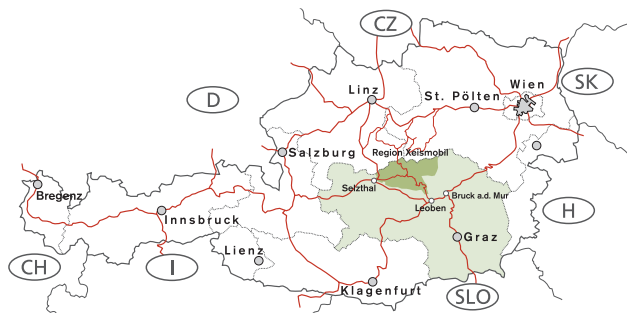 CZ
D
Linz
St. Pölten
Wien
SK
Salzburg
Region Xeismobil
Selzthal
Bregenz
Innsbruck
Leoben
Bruck a.d. Mur
H
Lienz
Graz
CH
I
Klagenfurt
SLO